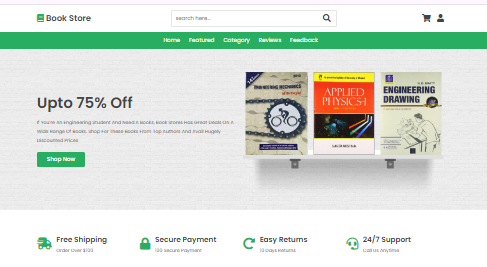 Book Store
search here...
Home Featured Category Reviews Feedback
Upto 75% Off
If You're An Engineering Student And Need A Books, Book Stores Has Great Deals On A
Wide Range Of Books. Shop For These Books From Top Authors And Avail Hugely
Discounted Prices
Shop Now
ENGINEERING MECHANICS
APPLIED
PHYSICS-I
ENGINEERING
DRAWING
Free Shipping
Order Over $100
Secure Payment
100 Secure Payment
Easy Returns
10 Days Returns
24/7 Support
Call Us Anytime